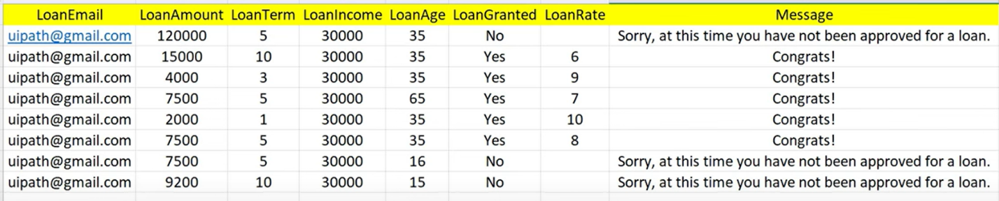 LoanEmail LoanAmount LoanTerm LoanIncome LoanAge LoanGranted LoanRate Message
uipath@gmail.com 120000 5 30000 35 No Sorry, at this time you have not been approved for a loan.
uipath@gmail.com 15000 10 30000 35 Yes 6 Congrats!
uipath@gmail.com 4000 3 30000 35 Yes 9 Congrats!
uipath@gmail.com 7500 5 30000 65 Yes 7 Congrats!
uipath@gmail.com 2000 1 30000 35 Yes 10 Congrats!
uipath@gmail.com 7500 5 30000 35 Yes 8 Congrats!
uipath@gmail.com 7500 5 30000 16 No Sorry, at this time you have not been approved for a loan.
uipath@gmail.com 9200 10 30000 15 No Sorry, at this time you have not been approved for a loan.